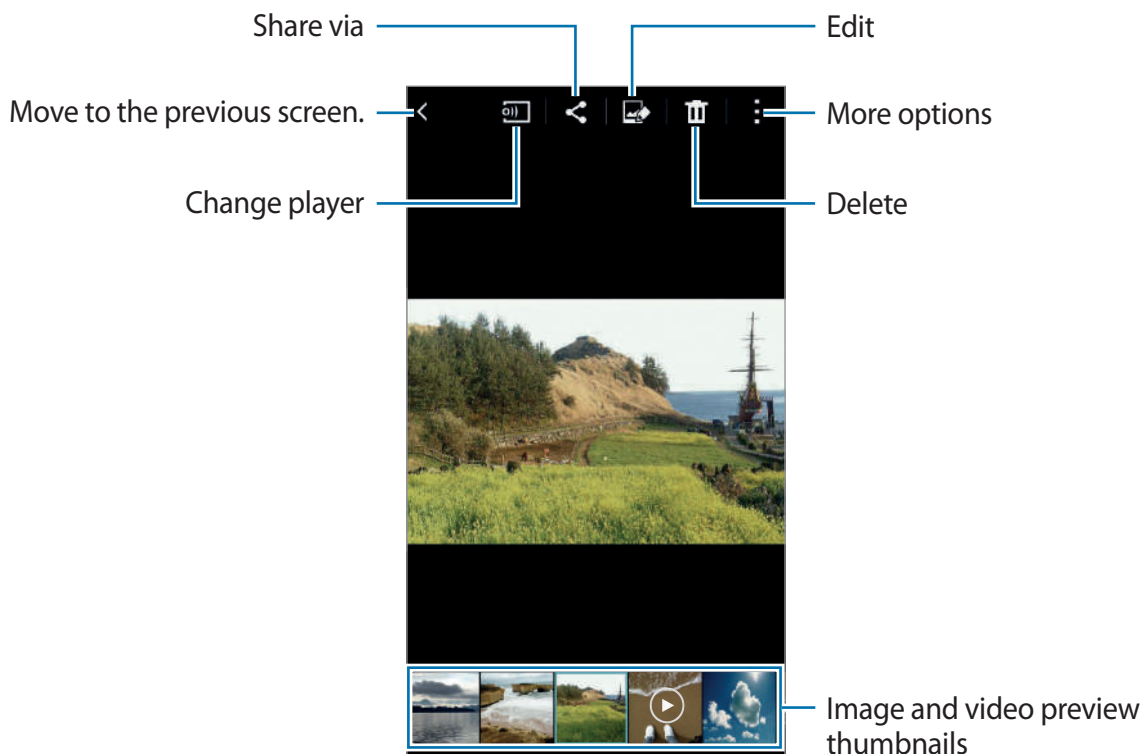 Share via
Edit
Move to the previous screen.
More options
Change player
Delete
Image and video preview
thumbnails